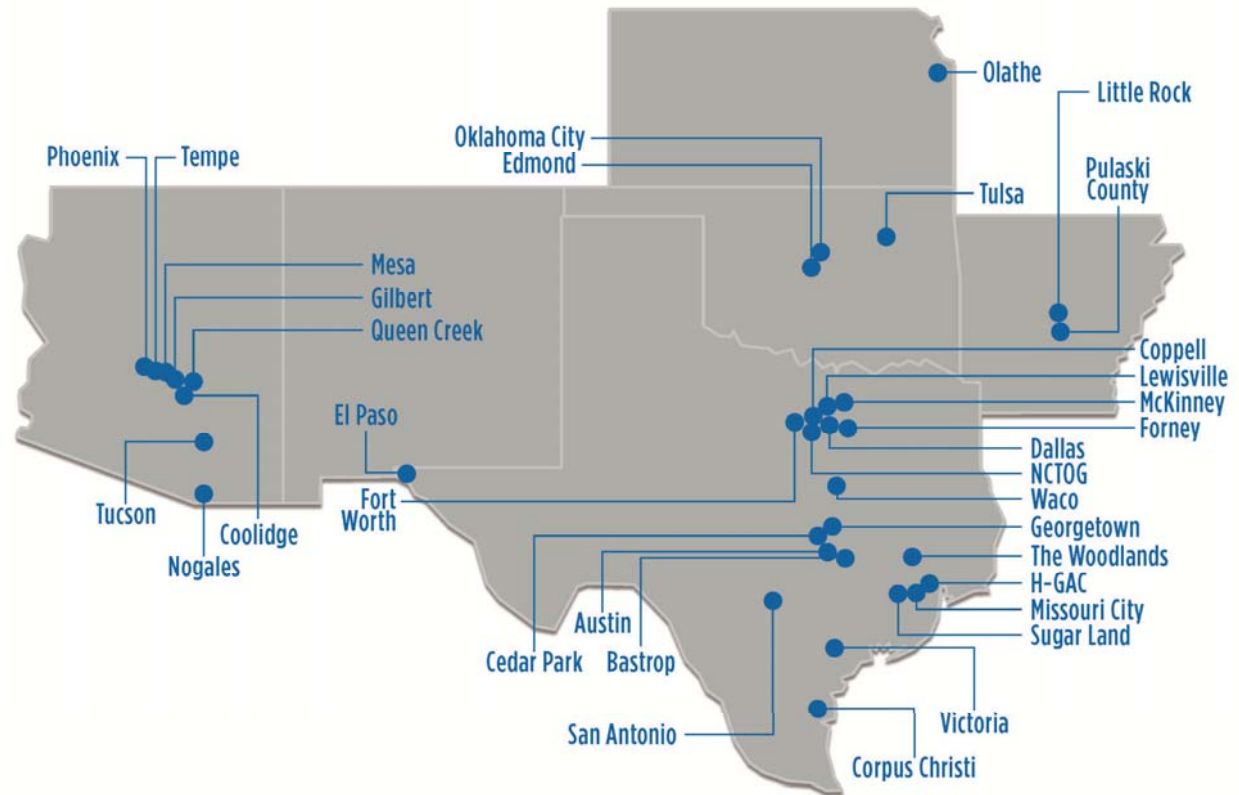 Olathe
Little Rock
Oklahoma City
Edmond
Phoenix
Tempe
Pulaski
County
Tulsa
Mesa
Gilbert
Queen Creek
Coppell
Lewisville
McKinney
Forney
El Paso
Dallas
NCTOG
Fort
Worth
Waco
Tucson
Coolidge
Georgetown
Nogales
The Woodlands
H-GAC
Missouri City
Austin
Sugar Land
Cedar Park
Bastrop
Victoria
San Antonio
Corpus Christi